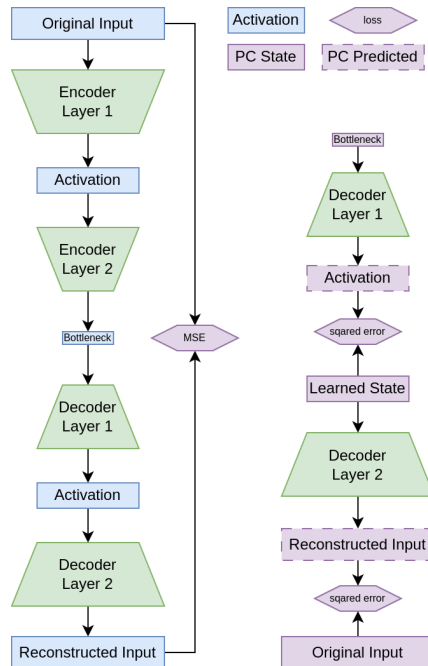 Original Input
Encoder
Layer 1
Activation
Encoder
Layer 2
Bottleneck
Decoder
Layer 1
Activation
Decoder
Layer 2
Reconstructed Input
MSE
Activation
loss
PC State
PC Predicted
Bottleneck
Decoder
Layer 1
Activation
sqared error
Learned State
Decoder
Layer 2
Reconstructed Input
sqared error
Original Input